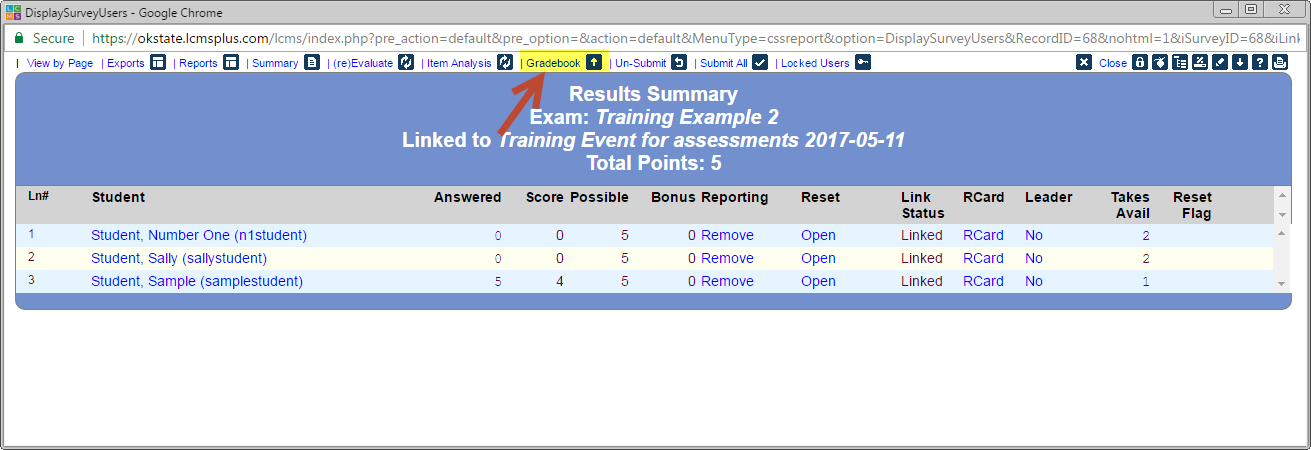 DisplaySurveyUsers - Google Chrome
Secure | https://okstate.lcmsplus.com/lcms/index.php?pre_action=default&pre_option=&action=default&MenuType=cssreport&option=DisplaySurveyUsers&RecordID=68&nohtml=1&iSurveyID=68&iLin
| View by Page | Exports | Reports | Summary | (re)Evaluate | Item Analysis | Gradebook | Un-Submit | Submit All | Locked Users Close
Results Summary
Exam: Training Example 2
Linked to Training Event for assessments 2017-05-11
Total Points: 5
Ln# Student Answered Score Possible Bonus Reporting Reset Link Status RCard Leader Takes Avail Reset Flag
1 Student, Number One (n1student) 0 0 5 0 Remove Open Linked RCard No 2
2 Student, Sally (sallystudent) 0 0 5 0 Remove Open Linked RCard No 2
3 Student, Sample (samplestudent) 5 4 5 0 Remove Open Linked RCard No 1